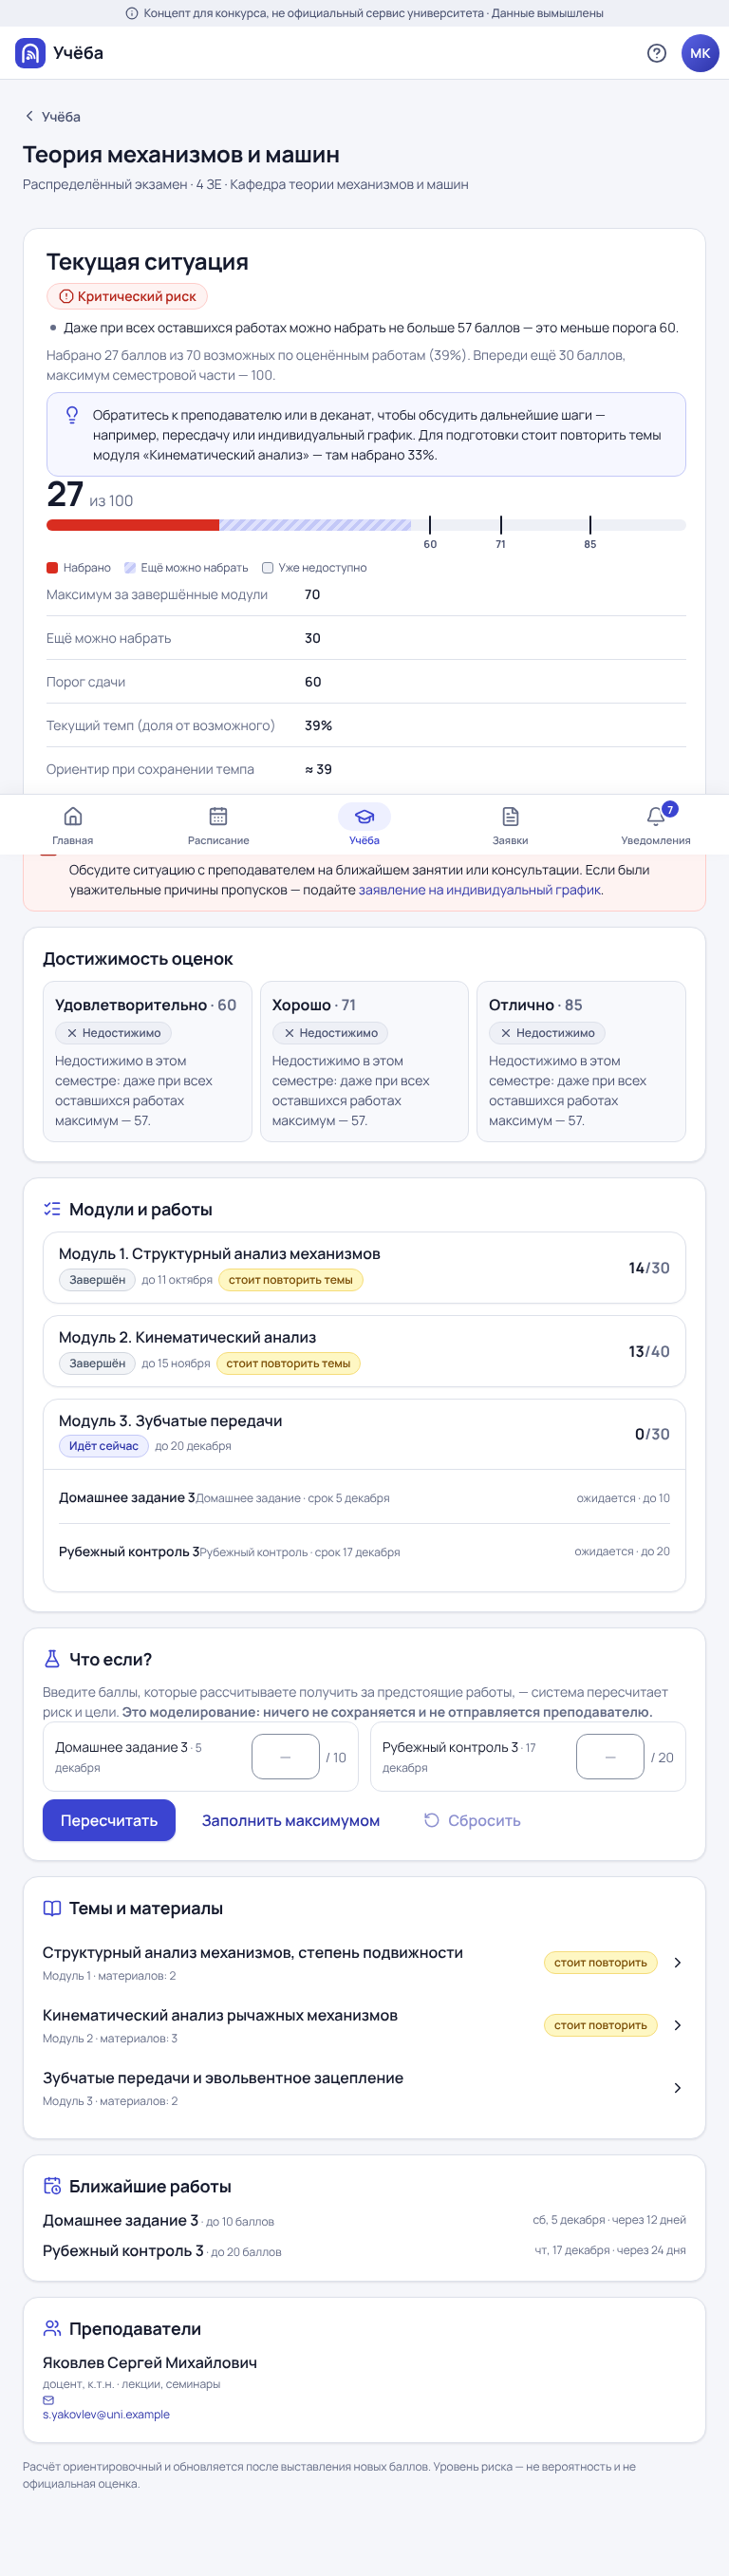 Концепт для конкурса, не официальный сервис университета · Данные вымышлены
Учёба
МК
Учёба
Теория механизмов и машин
Распределённый экзамен · 4 ЗЕ · Кафедра теории механизмов и машин
Текущая ситуация
Критический риск
Даже при всех оставшихся работах можно набрать не больше 57 баллов — это меньше порога 60.
Набрано 27 баллов из 70 возможных по оценённым работам (39%). Впереди ещё 30 баллов,
максимум семестровой части — 100.
Обратитесь к преподавателю или в деканат, чтобы обсудить дальнейшие шаги —
например, пересдачу или индивидуальный график. Для подготовки стоит повторить темы
модуля «Кинематический анализ» — там набрано 33%.
27 из 100
60 71 85
Набрано Ещё можно набрать Уже недоступно
Максимум за завершённые модули 70
Ещё можно набрать 30
Порог сдачи 60
Текущий темп (доля от возможного) 39%
Ориентир при сохранении темпа ≈ 39
7
Главная Расписание Учёба Заявки Уведомления
Обсудите ситуацию с преподавателем на ближайшем занятии или консультации. Если были
уважительные причины пропусков — подайте заявление на индивидуальный график.
Достижимость оценок
Удовлетворительно · 60
Недостижимо
Недостижимо в этом
семестре: даже при всех
оставшихся работах
максимум — 57.
Хорошо · 71
Недостижимо
Недостижимо в этом
семестре: даже при всех
оставшихся работах
максимум — 57.
Отлично · 85
Недостижимо
Недостижимо в этом
семестре: даже при всех
оставшихся работах
максимум — 57.
Модули и работы
Модуль 1. Структурный анализ механизмов
Завершён до 11 октября стоит повторить темы
14/30
Модуль 2. Кинематический анализ
Завершён до 15 ноября стоит повторить темы
13/40
Модуль 3. Зубчатые передачи
Идёт сейчас до 20 декабря
0/30
Домашнее задание 3Домашнее задание · срок 5 декабря ожидается · до 10
Рубежный контроль 3Рубежный контроль · срок 17 декабря ожидается · до 20
Что если?
Введите баллы, которые рассчитываете получить за предстоящие работы, — система пересчитает
риск и цели. Это моделирование: ничего не сохраняется и не отправляется преподавателю.
Домашнее задание 3 · 5
декабря
— / 10
Рубежный контроль 3 · 17
декабря
— / 20
Пересчитать Заполнить максимумом Сбросить
Темы и материалы
Структурный анализ механизмов, степень подвижности
Модуль 1 · материалов: 2
стоит повторить
Кинематический анализ рычажных механизмов
Модуль 2 · материалов: 3
стоит повторить
Зубчатые передачи и эвольвентное зацепление
Модуль 3 · материалов: 2
Ближайшие работы
Домашнее задание 3 · до 10 баллов сб, 5 декабря · через 12 дней
Рубежный контроль 3 · до 20 баллов чт, 17 декабря · через 24 дня
Преподаватели
Яковлев Сергей Михайлович
доцент, к.т.н. · лекции, семинары
s.yakovlev@uni.example
Расчёт ориентировочный и обновляется после выставления новых баллов. Уровень риска — не вероятность и не
официальная оценка.